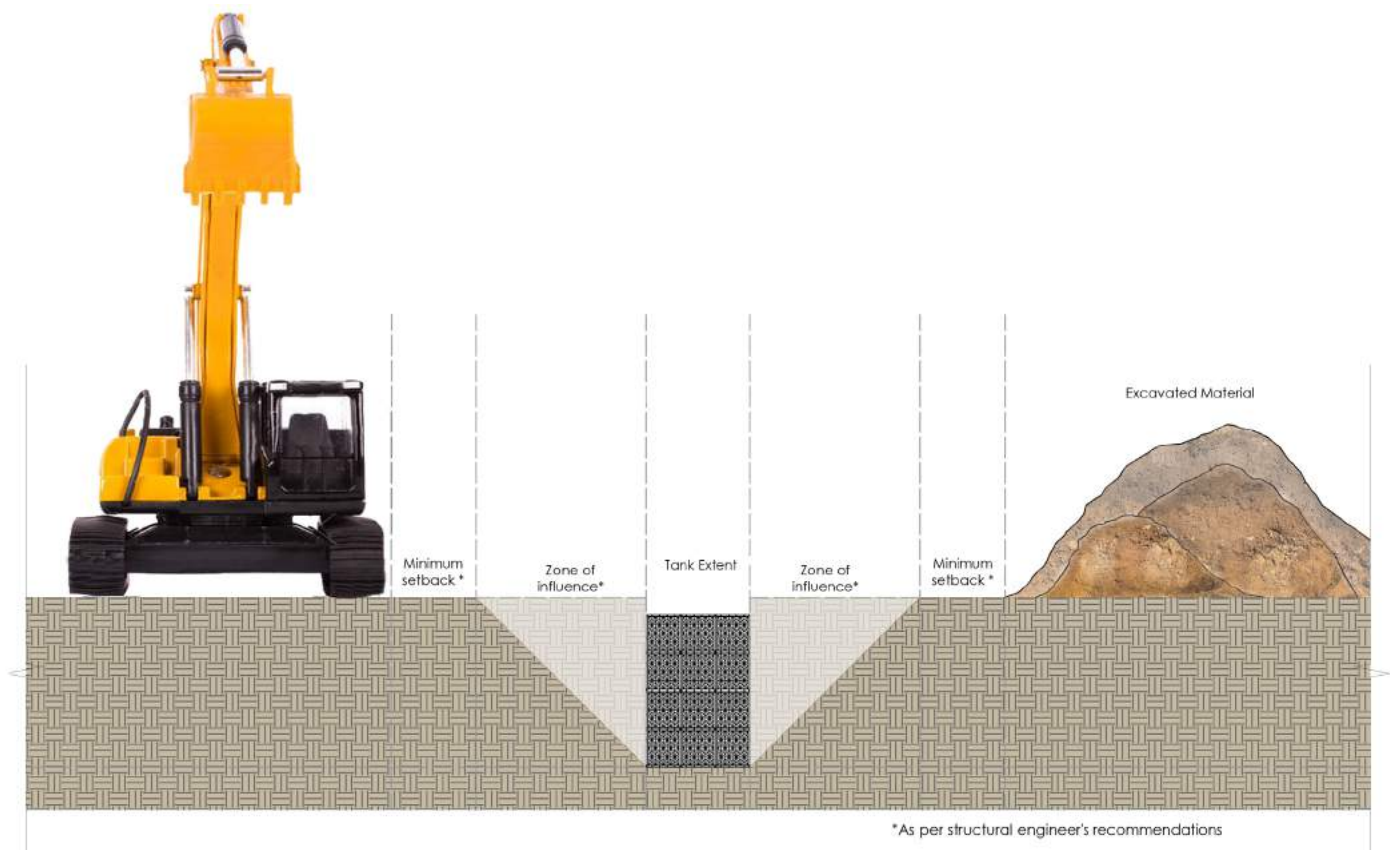 Excavated Material
Minimum
setback *
Zone of
influence*
Tank Extent
Zone of
influence*
Minimum
setback *
*As per structural engineer's recommendations